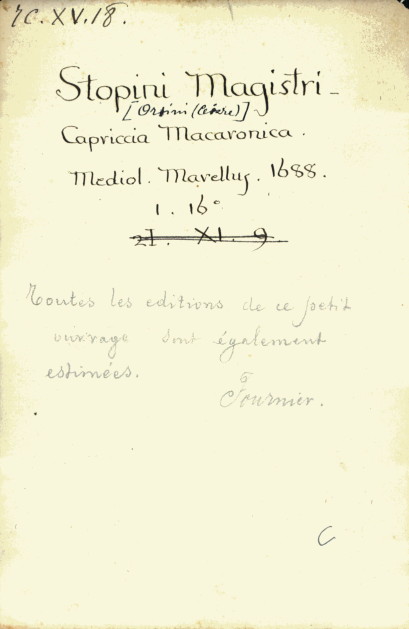 7C.XV.18.
Stopini Magistri -
[Orsini (Cesare)]
Capriccia Macaronica.
Mediol. Marellus. 1688.
1. 16°
21. XI. 9.
Toutes les editions de ce petit
ouvrage sont également
estimées.
Fournier.
C